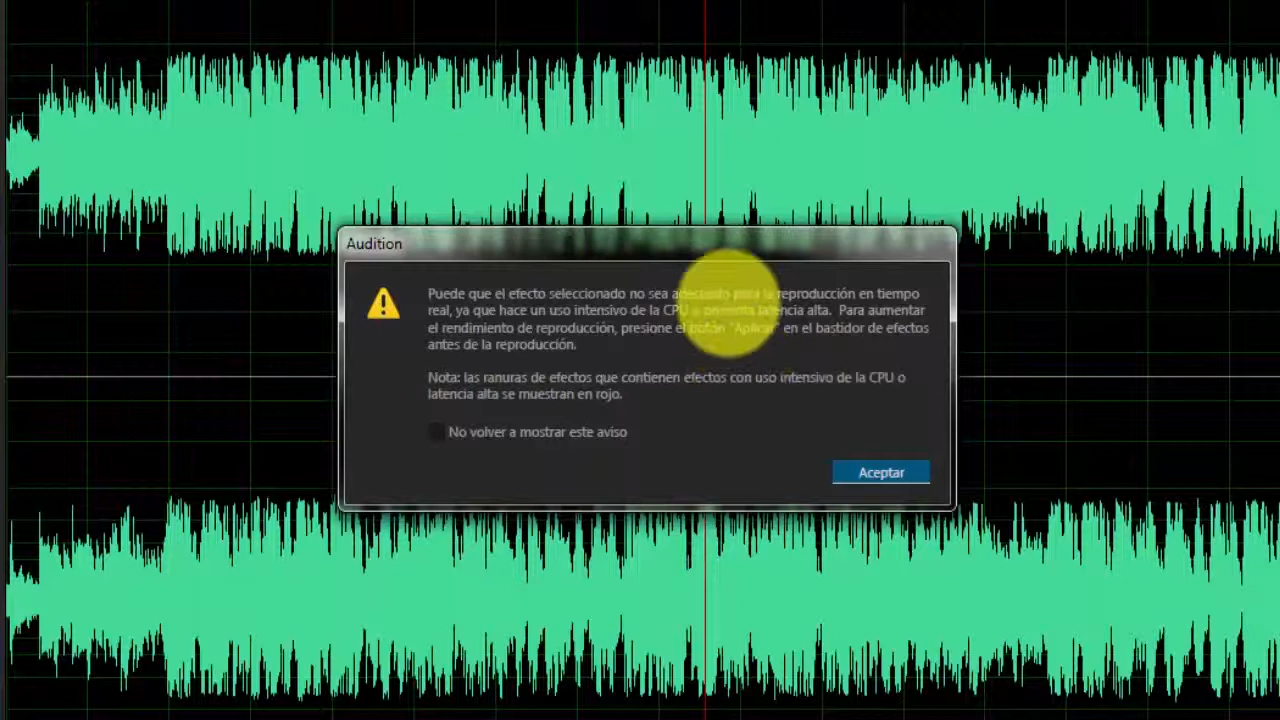 Audition
Puede que el efecto seleccionado no sea adecuado para la reproducción en tiempo
real, ya que hace un uso intensivo de la CPU o presenta latencia alta. Para aumentar
el rendimiento de reproducción, presione el botón "Aplicar" en el bastidor de efectos
antes de la reproducción.
Nota: las ranuras de efectos que contienen efectos con uso intensivo de la CPU o
latencia alta se muestran en rojo.
No volver a mostrar este aviso
Aceptar